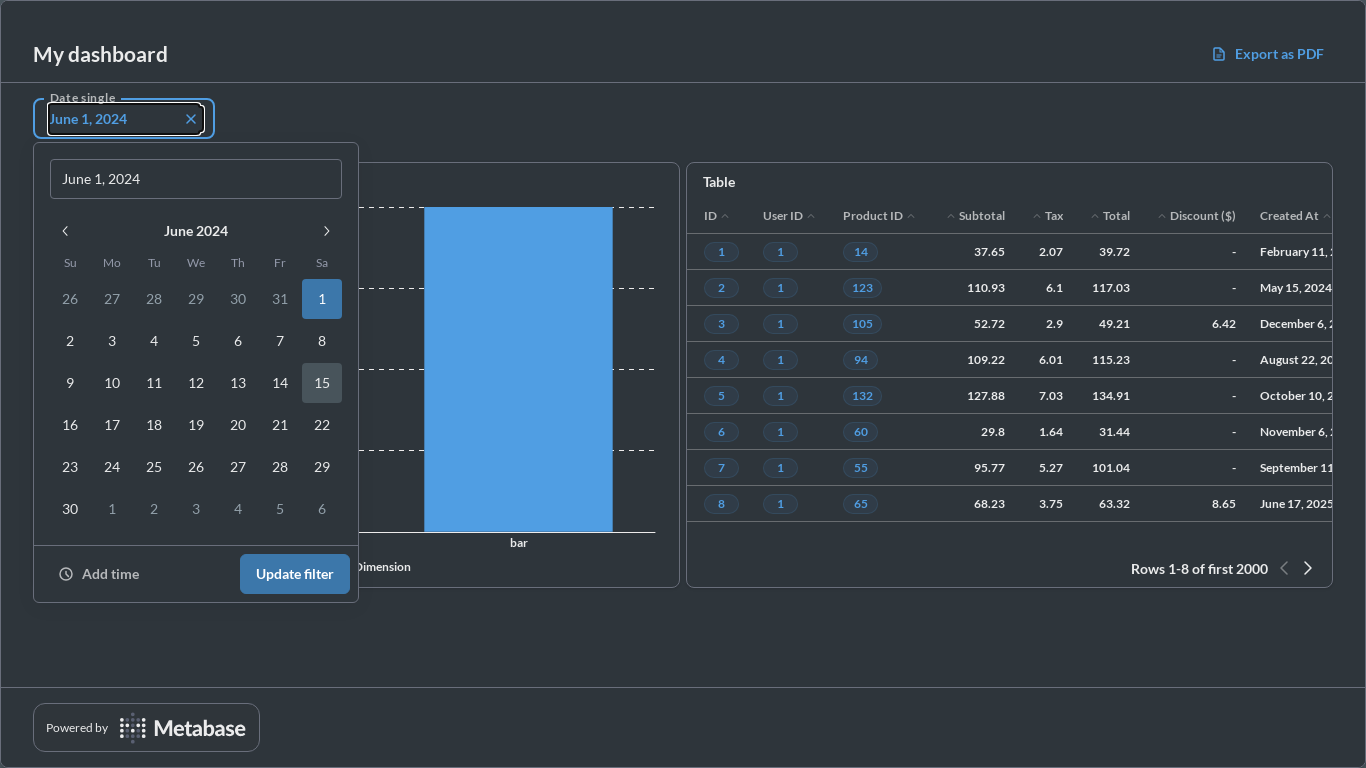 My dashboard
Export as PDF
Date single
June 1, 2024
June 1, 2024
June 2024
Su Mo Tu We Th Fr Sa
26 27 28 29 30 31 1
2 3 4 5 6 7 8
9 10 11 12 13 14 15
16 17 18 19 20 21 22
23 24 25 26 27 28 29
30 1 2 3 4 5 6
Add time
Update filter
bar
Dimension
Table
ID User ID Product ID Subtotal Tax Total Discount ($) Created At
1 1 14 37.65 2.07 39.72 - February 11,
2 1 123 110.93 6.1 117.03 - May 15, 2024
3 1 105 52.72 2.9 49.21 6.42 December 6,
4 1 94 109.22 6.01 115.23 - August 22, 20
5 1 132 127.88 7.03 134.91 - October 10, 2
6 1 60 29.8 1.64 31.44 - November 6,
7 1 55 95.77 5.27 101.04 - September 11
8 1 65 68.23 3.75 63.32 8.65 June 17, 2025
Rows 1-8 of first 2000
Powered by
Metabase